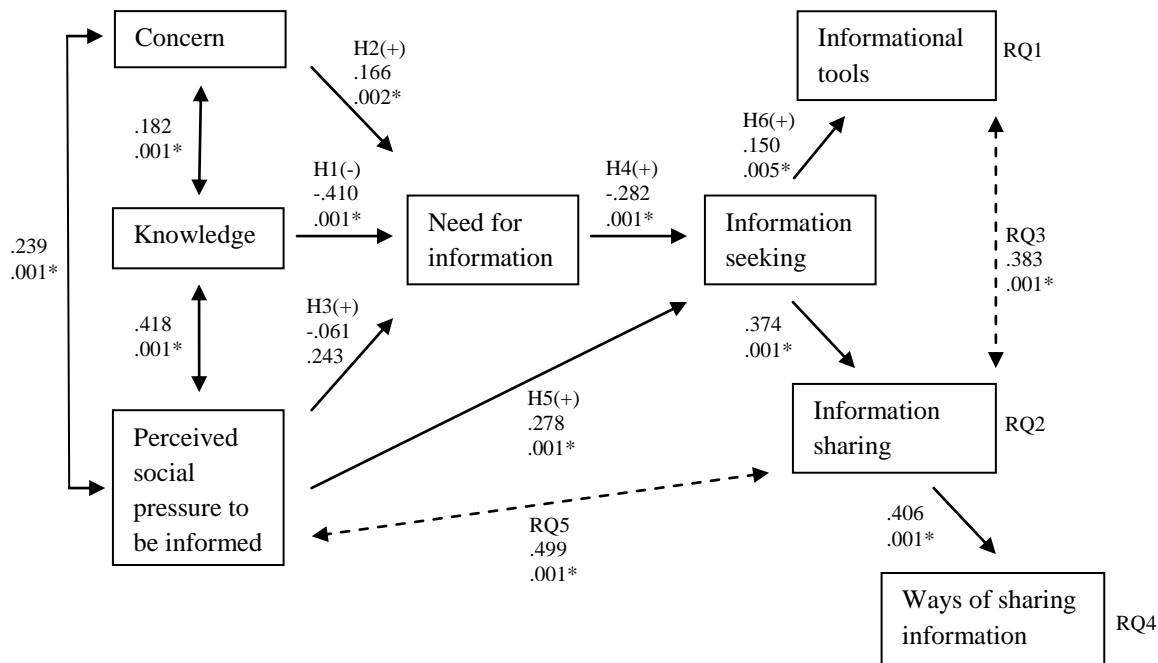 Concern
H2(+)
.166
.002*
Informational
tools
RQ1
.182
.001*
H6(+)
.150
.005*
H1(-)
-.410
.001*
H4(+)
-.282
.001*
Knowledge
Need for
information
Information
seeking
.239
.001*
RQ3
.383
.001*
.418
.001*
H3(+)
-.061
.243
.374
.001*
H5(+)
.278
.001*
Perceived
social
pressure to
be informed
Information
sharing
RQ2
RQ5
.499
.001*
.406
.001*
Ways of sharing
information
RQ4